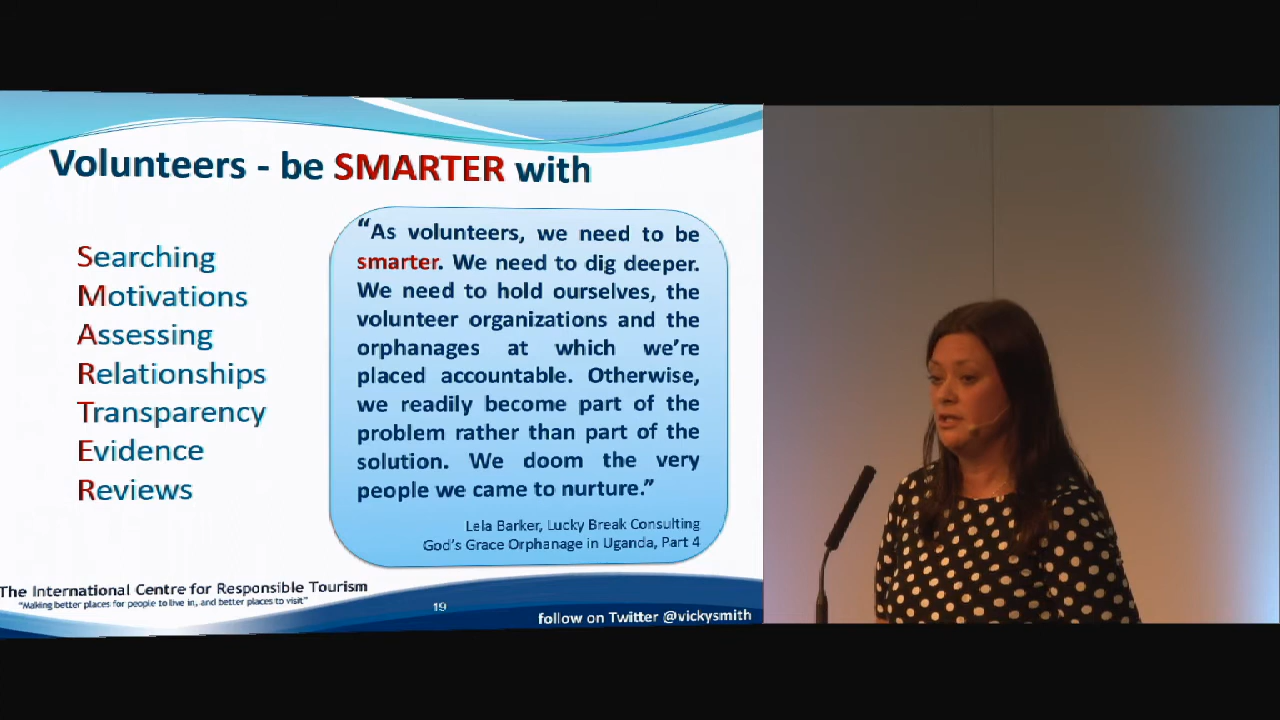 Volunteers - be SMARTER with
Searching
Motivations
Assessing
Relationships
Transparency
Evidence
Reviews
“As volunteers, we need to be
smarter. We need to dig deeper.
We need to hold ourselves, the
volunteer organizations and the
orphanages at which we’re
placed accountable. Otherwise,
we readily become part of the
problem rather than part of the
solution. We doom the very
people we came to nurture.”
Lela Barker, Lucky Break Consulting
God’s Grace Orphanage in Uganda, Part 4
The International Centre for Responsible Tourism
“Making better places for people to live in, and better places to visit”
19
follow on Twitter @vickysmith